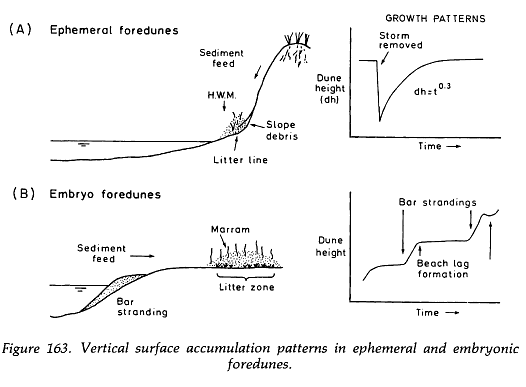 GROWTH PATTERNS
(A) Ephemeral foredunes
Storm
removed
Sediment
feed
H.W.M.
Dune
height
(dh)
dh=t0.3
Slope
debris
Litter line
Time →
(B) Embryo foredunes
Bar strandings
Marram
Sediment
feed
Dune
height
Beach lag
formation
Litter zone
Bar
stranding
Time →
Figure 163. Vertical surface accumulation patterns in ephemeral and embryonic
foredunes.